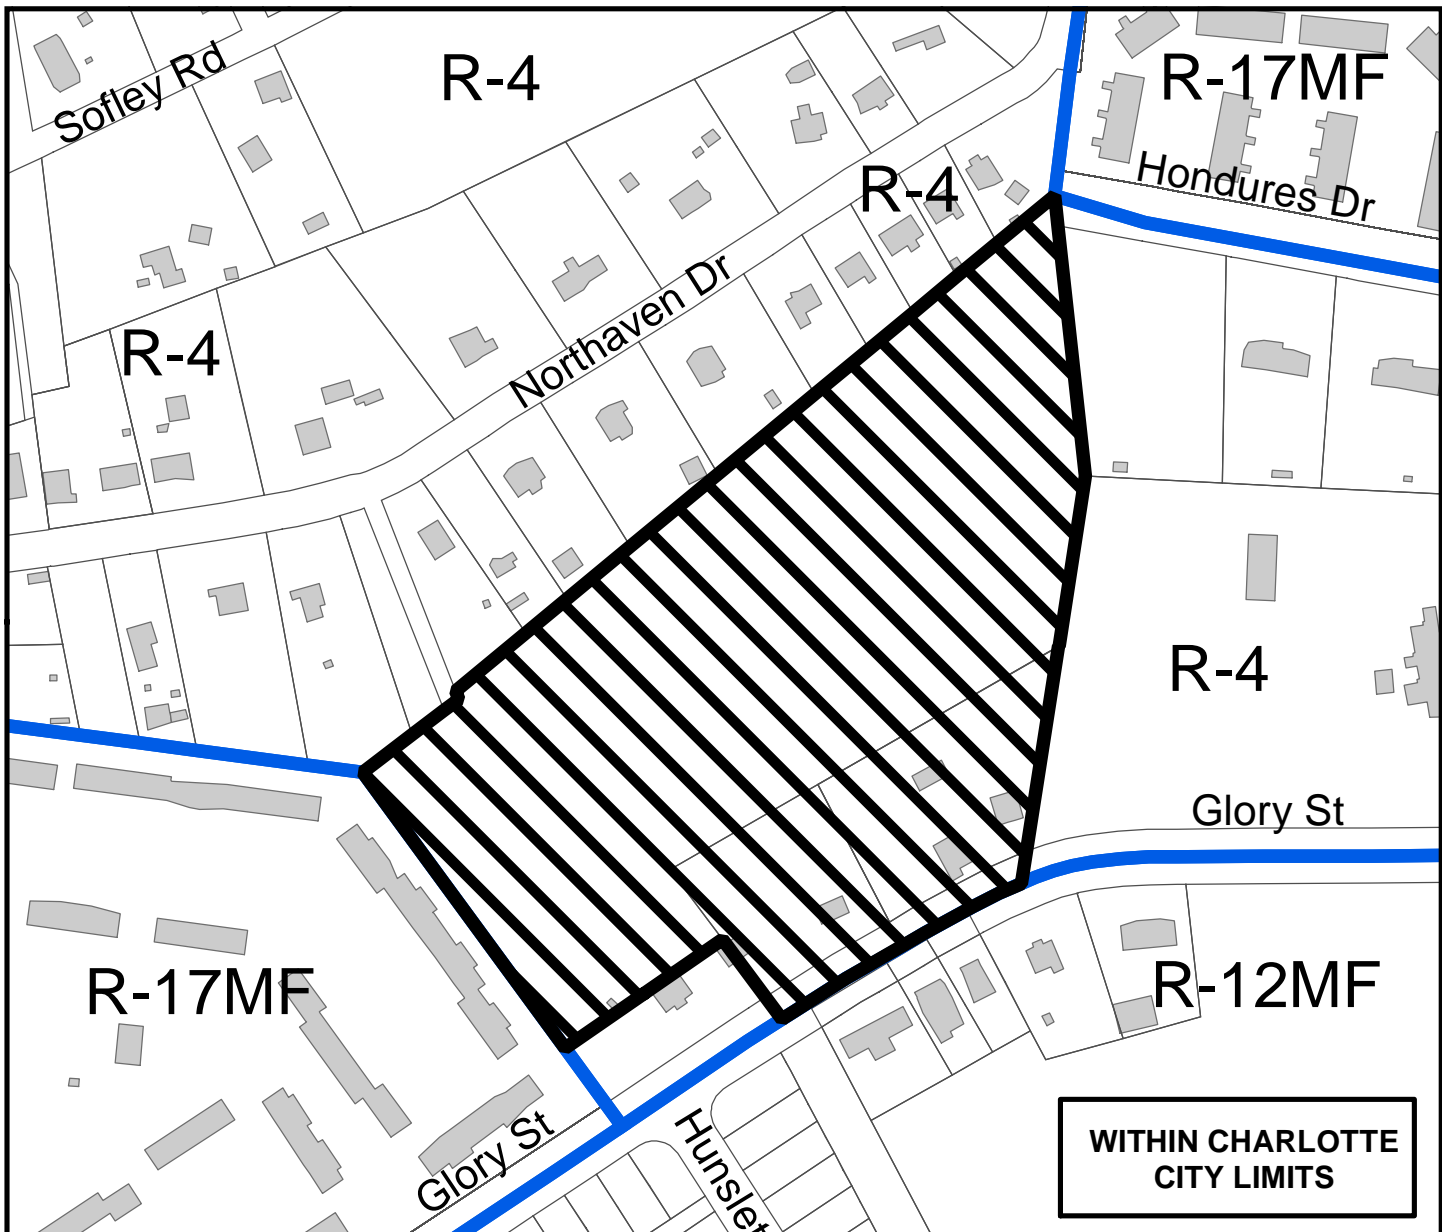 Sofley Rd
R-4
R-17MF
Hondures Dr
R-4
Northaven Dr
R-4
R-4
Glory St
R-17MF
R-12MF
Glory St
Hunslet
WITHIN CHARLOTTE
CITY LIMITS